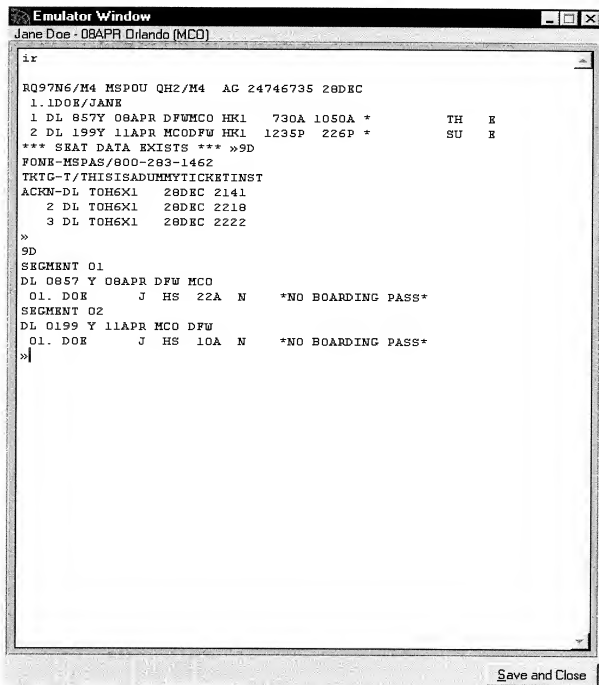 Emulator Window
Jane Doe - 08APR Orlando (MCO)
ir
RQ97N6/M4 MSPOU QH2/M4 AG 24746735 28DEC
1.1DOE/JANE
1 DL 857Y 08APR DFWMCO HK1 730A 1050A * TH E
2 DL 199Y 11APR MCODFW HK1 1235P 226P * SU E
*** SEAT DATA EXISTS *** »9D
FONE-MSPAS/800-283-1462
TKTG-T/THISISADUMMYTICKETINST
ACKN-DL TOH6X1 28DEC 2141
2 DL TOH6X1 28DEC 2218
3 DL TOH6X1 28DEC 2222
»
9D
SEGMENT 01
DL 0857 Y 08APR DFW MCO
01. DOE J HS 22A N *NO BOARDING PASS*
SEGMENT 02
DL 0199 Y 11APR MCO DFW
01. DOE J HS 10A N *NO BOARDING PASS*
»
Save and Close